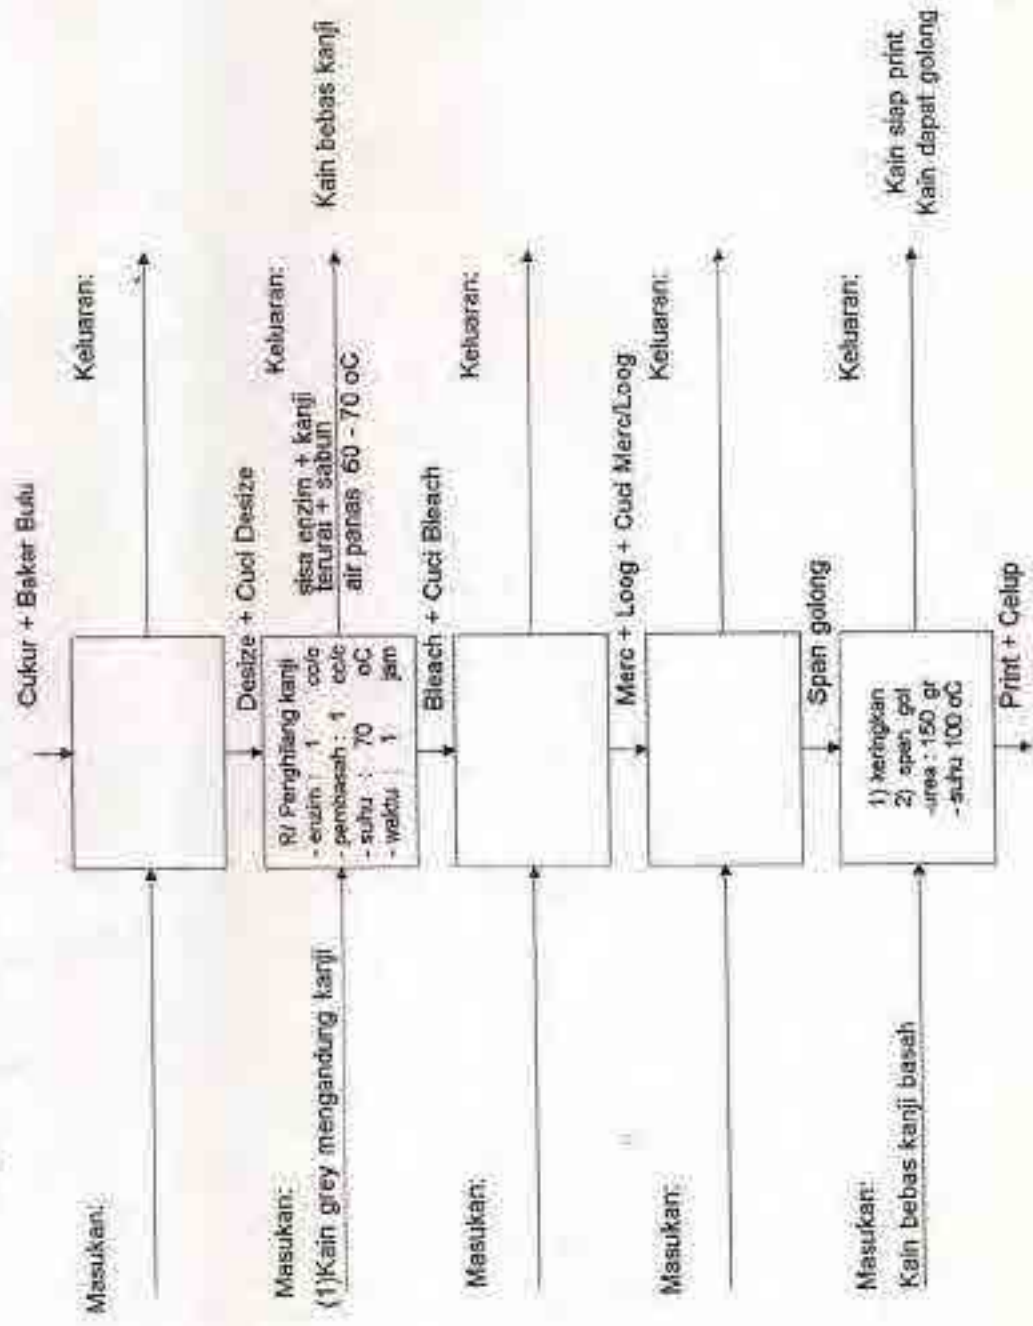 Cukur + Bakar Bulu
Masukan:
Keluaran:
Desize + Cuci Desize
Masukan:
(1)Kain grey mengandung kanji
R/ Penghilang kanji
- enzim : 1 cc/c
- pembasah : 1 cc/c
- suhu : 70 oC
- waktu : 1 jam
Keluaran:
sisa enzim + kanji
terurai + sabun
air panas 60 - 70 oC
Kain bebas kanji
Bleach + Cuci Bleach
Masukan:
Keluaran:
Merc + Loog + Cuci Merc/Loog
Masukan:
Keluaran:
Span golong
Masukan:
Kain bebas kanji basah
1) keringkan
2) span gol
-urea : 150 gr
- suhu 100 oC
Keluaran:
Kain siap print
Kain dapat golong
Print + Celup